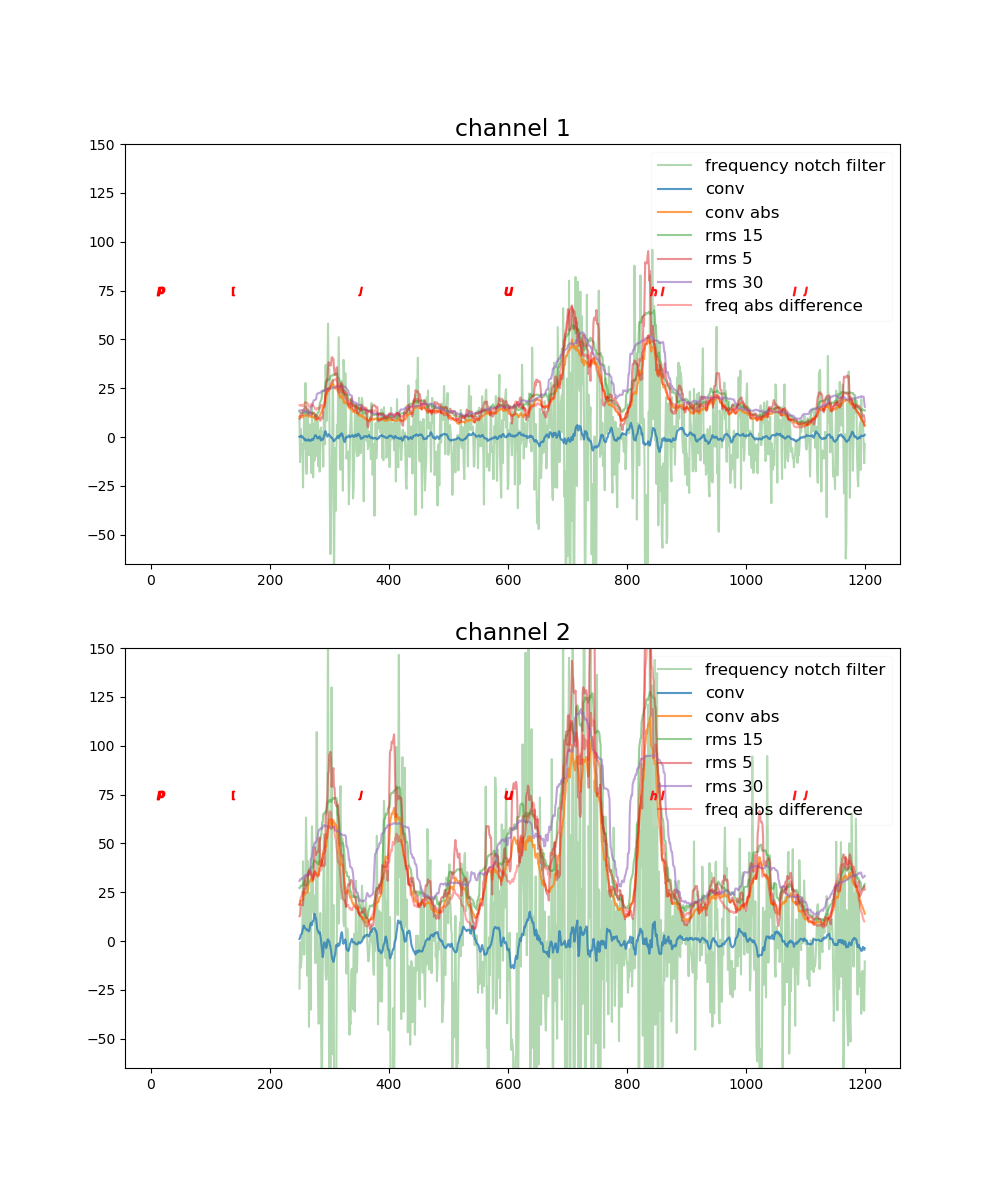 channel 1
150
125
100
75
50
25
0
−25
−50
frequency notch filter
conv
conv abs
rms 15
rms 5
rms 30
freq abs difference
p
u
h l
l
0 200 400 600 800 1000 1200
channel 2
150
125
100
75
50
25
0
−25
−50
frequency notch filter
conv
conv abs
rms 15
rms 5
rms 30
freq abs difference
p
u
h l
l
0 200 400 600 800 1000 1200